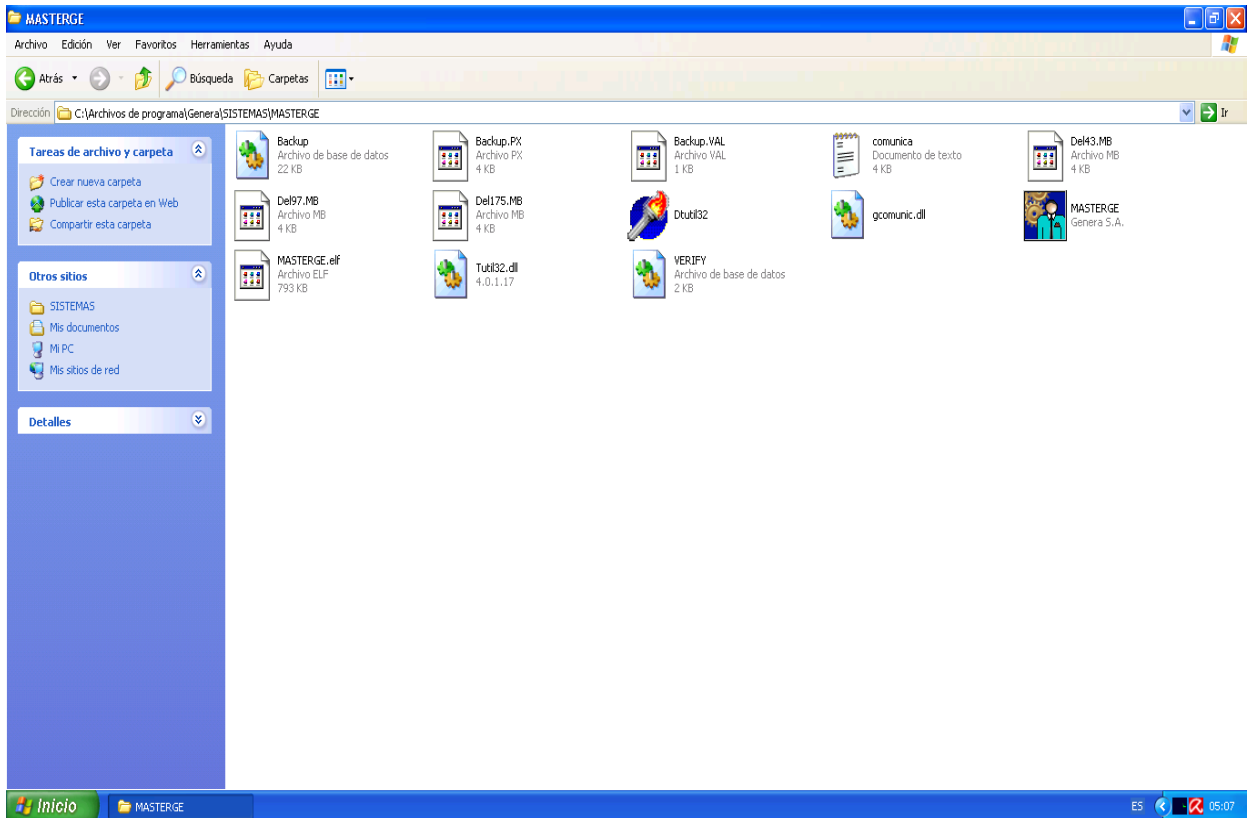 MASTERGE
Archivo Edición Ver Favoritos Herramientas Ayuda
Atrás Búsqueda Carpetas
Dirección C:\Archivos de programa\Genera\SISTEMAS\MASTERGE Ir
Tareas de archivo y carpeta
Crear nueva carpeta
Publicar esta carpeta en Web
Compartir esta carpeta
Otros sitios
SISTEMAS
Mis documentos
Mi PC
Mis sitios de red
Detalles
Backup
Archivo de base de datos
22 KB
Backup.PX
Archivo PX
4 KB
Backup.VAL
Archivo VAL
1 KB
comunica
Documento de texto
4 KB
Del43.MB
Archivo MB
4 KB
Del97.MB
Archivo MB
4 KB
Del175.MB
Archivo MB
4 KB
Dtutil32
gcomunic.dll
MASTERGE
Genera S.A.
MASTERGE.elf
Archivo ELF
793 KB
Tutil32.dll
4.0.1.17
VERIFY
Archivo de base de datos
2 KB
Inicio MASTERGE ES 05:07